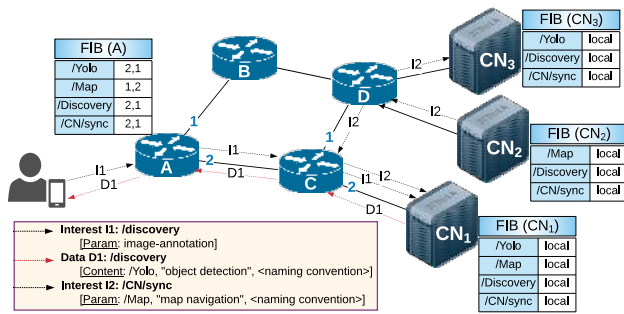 FIB (A)
/Yolo 2,1
/Map 1,2
/Discovery 2,1
/CN/sync 2,1
B
D
A
C
1
2
1
2
I1
D1
I1
D1
I2
I2
I2
I1
I2
D1
CN3
CN2
CN1
FIB (CN3)
/Yolo local
/Discovery local
/CN/sync local
FIB (CN2)
/Map local
/Discovery local
/CN/sync local
FIB (CN1)
/Yolo local
/Map local
/Discovery local
/CN/sync local
Interest I1: /discovery
[Param: image-annotation]
Data D1: /discovery
[Content: /Yolo, "object detection", <naming convention>]
Interest I2: /CN/sync
[Param: /Map, "map navigation", <naming convention>]